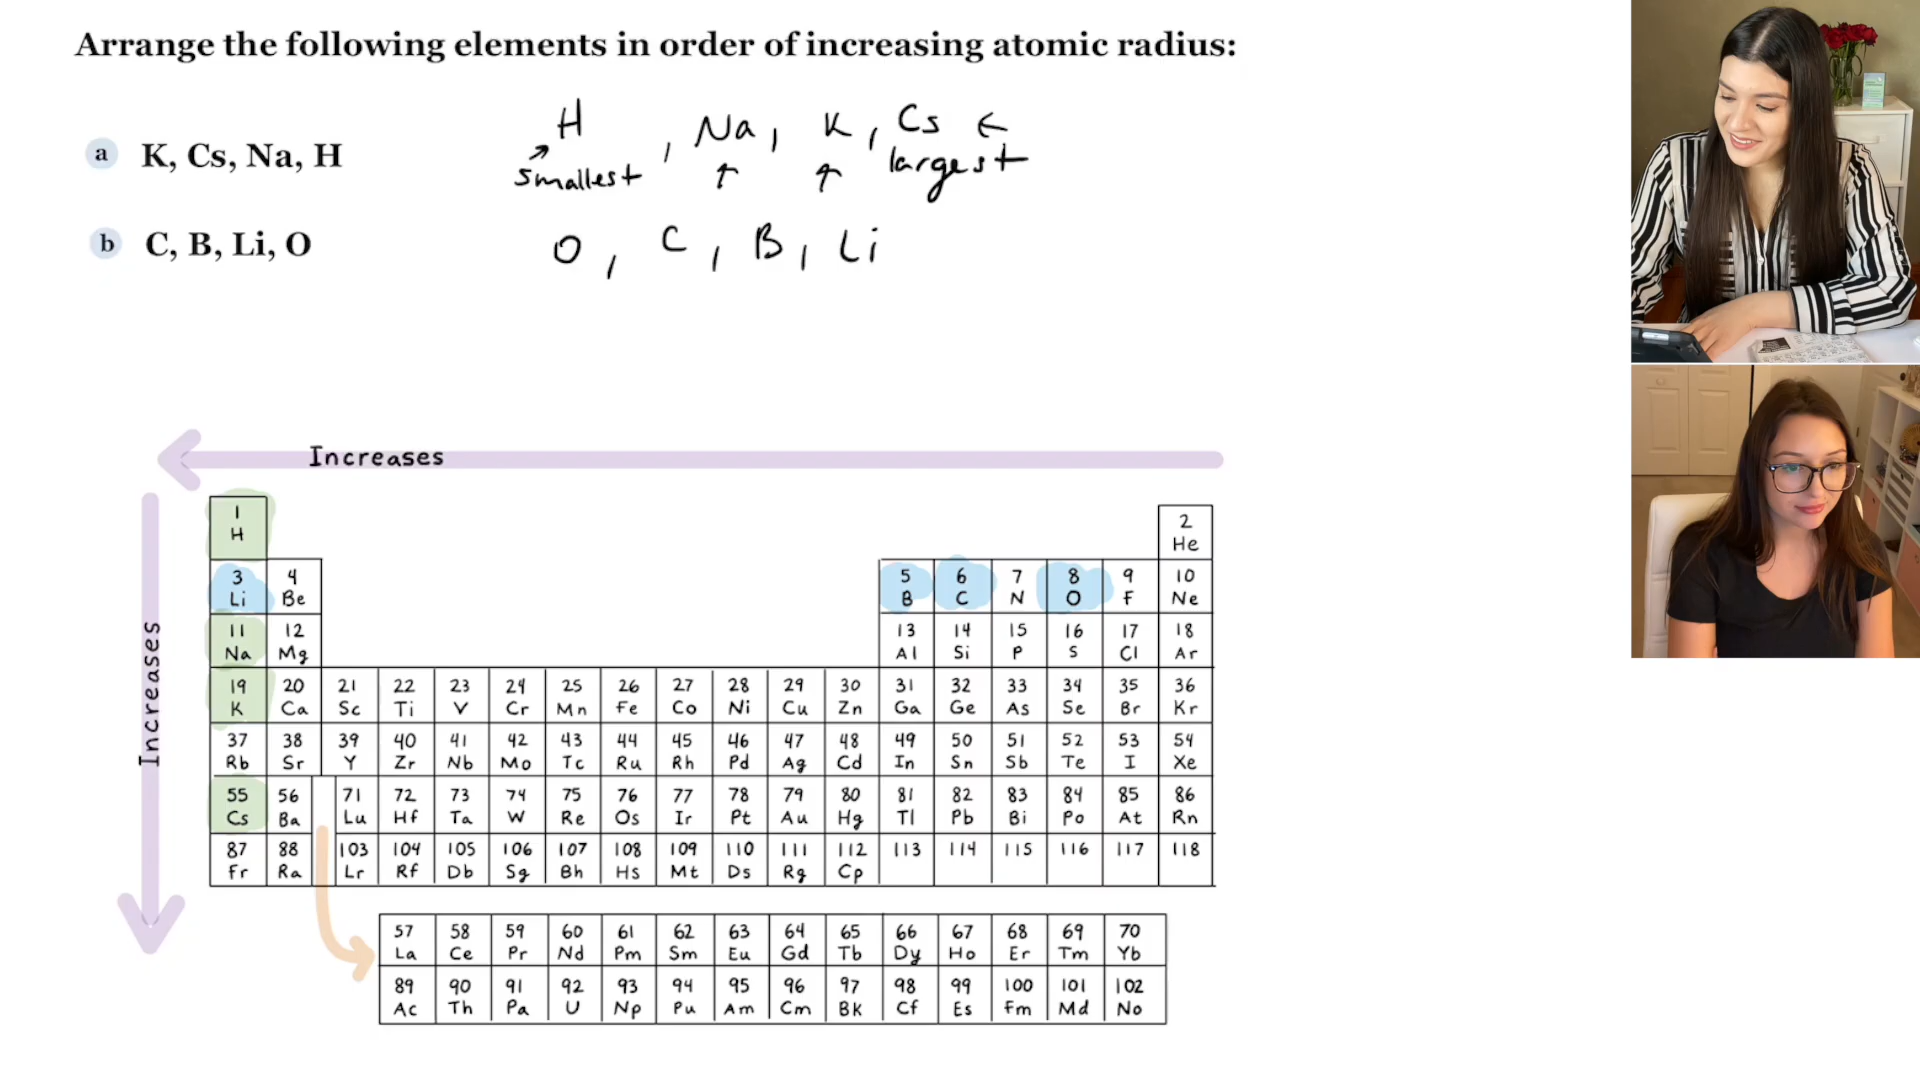 Arrange the following elements in order of increasing atomic radius:
a K, Cs, Na, H
H , Na , K , Cs ←
smallest ↑ ↑ largest
b C, B, Li, O
O , C , B , Li
Increases
Increases
1 2
H He
3 4 5 6 7 8 9 10
Li Be B C N O F Ne
11 12 13 14 15 16 17 18
Na Mg Al Si P S Cl Ar
19 20 21 22 23 24 25 26 27 28 29 30 31 32 33 34 35 36
K Ca Sc Ti V Cr Mn Fe Co Ni Cu Zn Ga Ge As Se Br Kr
37 38 39 40 41 42 43 44 45 46 47 48 49 50 51 52 53 54
Rb Sr Y Zr Nb Mo Tc Ru Rh Pd Ag Cd In Sn Sb Te I Xe
55 56 71 72 73 74 75 76 77 78 79 80 81 82 83 84 85 86
Cs Ba Lu Hf Ta W Re Os Ir Pt Au Hg Tl Pb Bi Po At Rn
87 88 103 104 105 106 107 108 109 110 111 112 113 114 115 116 117 118
Fr Ra Lr Rf Db Sg Bh Hs Mt Ds Rg Cp
57 58 59 60 61 62 63 64 65 66 67 68 69 70
La Ce Pr Nd Pm Sm Eu Gd Tb Dy Ho Er Tm Yb
89 90 91 92 93 94 95 96 97 98 99 100 101 102
Ac Th Pa U Np Pu Am Cm BK Cf Es Fm Md No